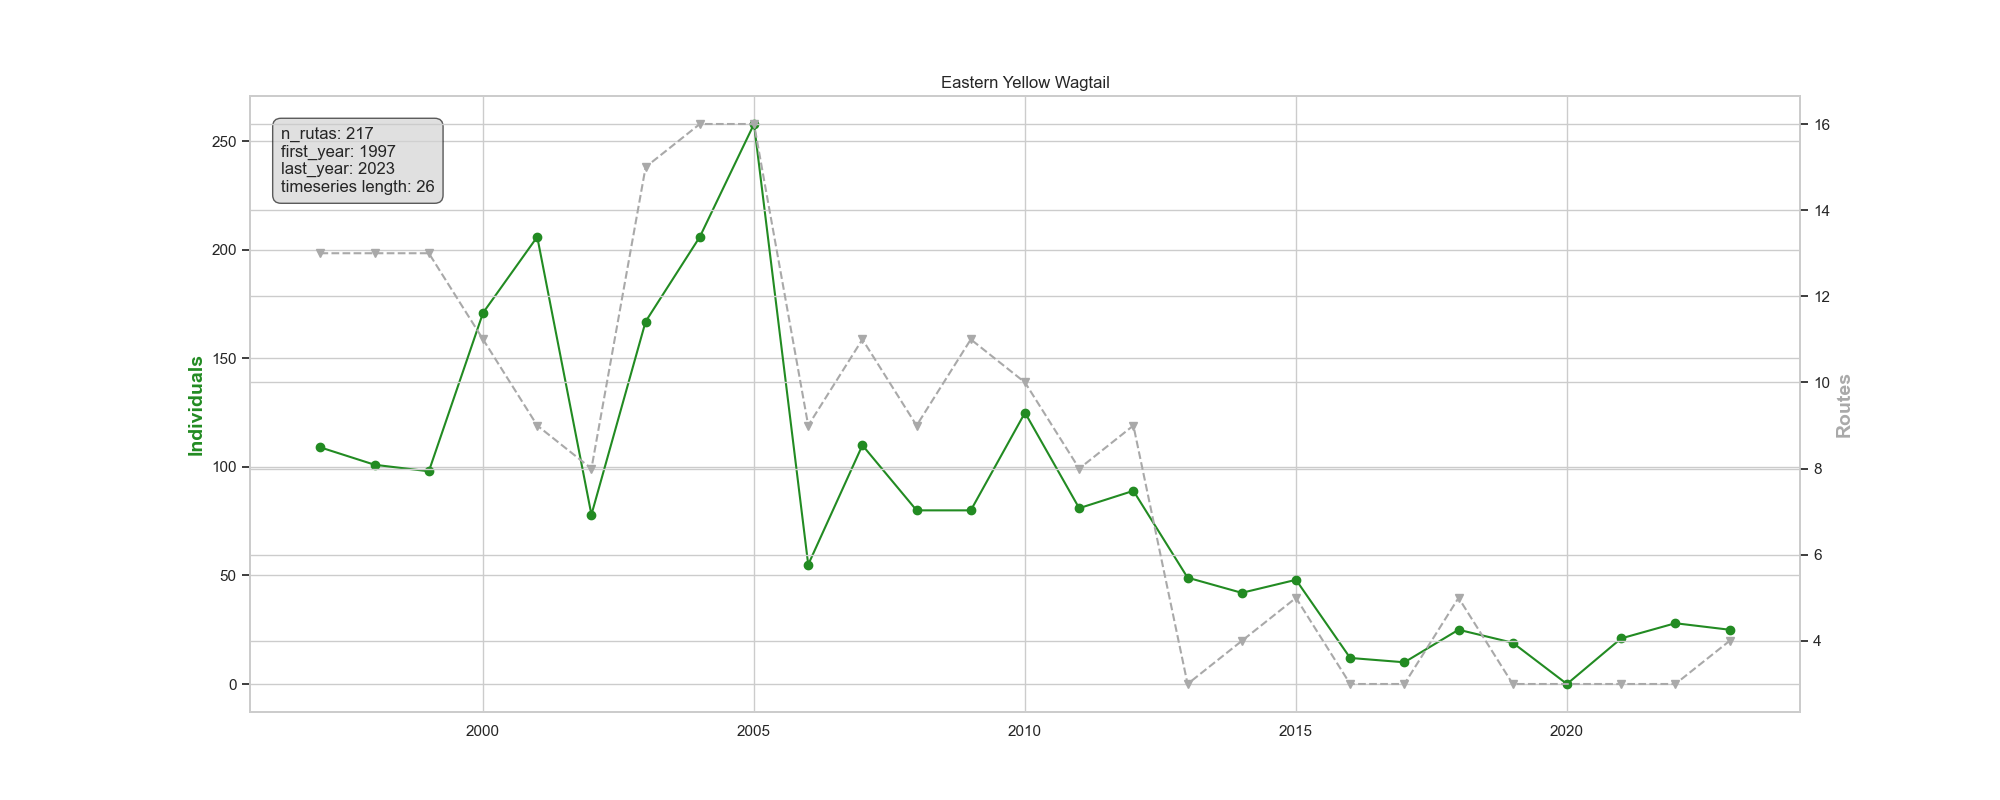 Eastern Yellow Wagtail
n_rutas: 217
first_year: 1997
last_year: 2023
timeseries length: 26
250
200
150
100
50
0
Individuals
16
14
12
10
8
6
4
Routes
2000
2005
2010
2015
2020